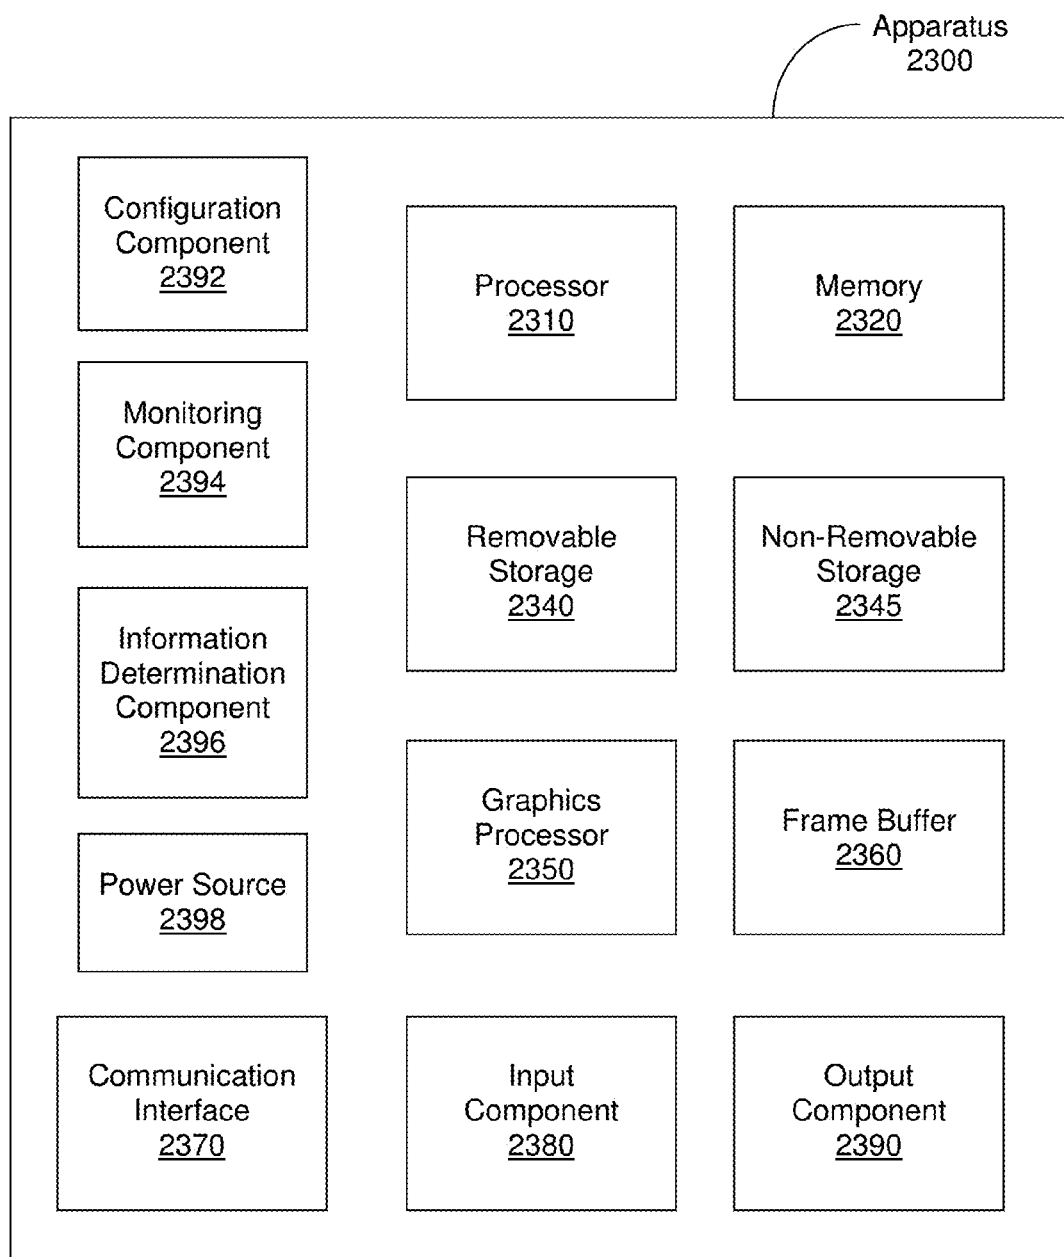 Apparatus
2300
Configuration
Component
2392
Processor
2310
Memory
2320
Monitoring
Component
2394
Removable
Storage
2340
Non-Removable
Storage
2345
Information
Determination
Component
2396
Graphics
Processor
2350
Frame Buffer
2360
Power Source
2398
Communication
Interface
2370
Input
Component
2380
Output
Component
2390